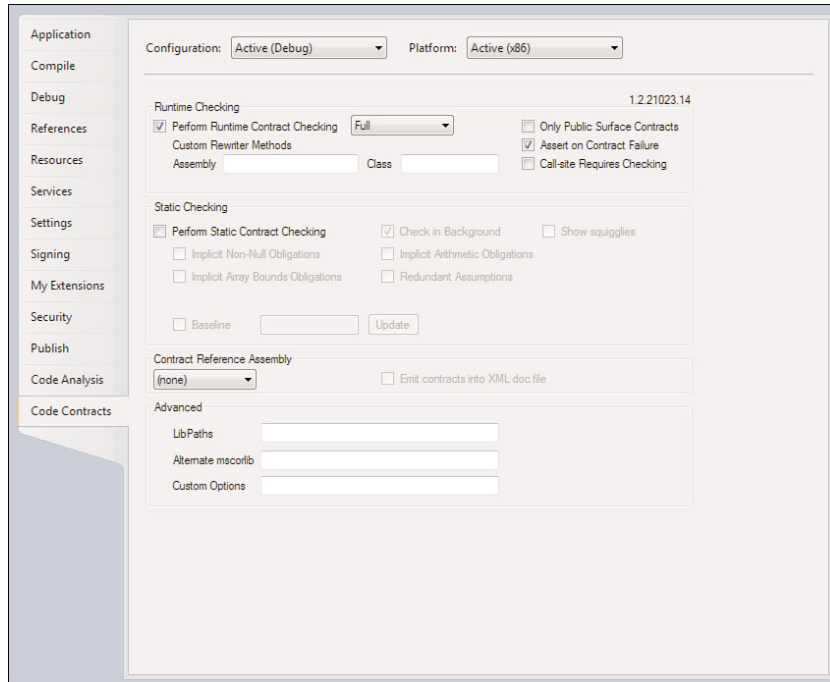 Application
Compile
Debug
References
Resources
Services
Settings
Signing
My Extensions
Security
Publish
Code Analysis
Code Contracts
Configuration: Active (Debug) Platform: Active (x86)
1.2.21023.14
Runtime Checking
Perform Runtime Contract Checking Full Only Public Surface Contracts
Custom Rewriter Methods Assert on Contract Failure
Assembly Class Call-site Requires Checking
Static Checking
Perform Static Contract Checking Check in Background Show squigglies
Implicit Non-Null Obligations Implicit Arithmetic Obligations
Implicit Array Bounds Obligations Redundant Assumptions
Baseline Update
Contract Reference Assembly
(none) Emit contracts into XML doc file
Advanced
LibPaths
Alternate mscorlib
Custom Options